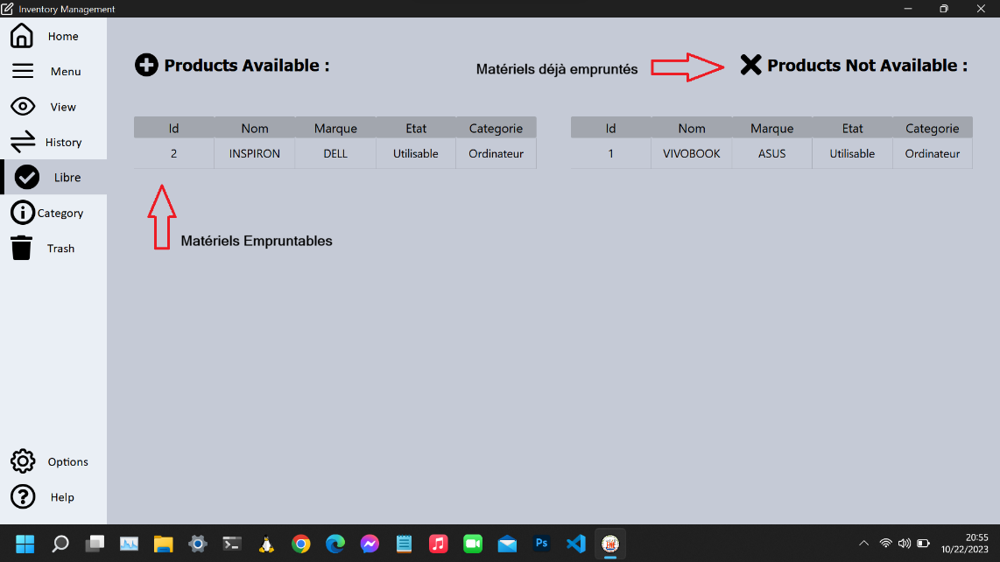 Inventory Management
Home
Menu
View
History
Libre
Category
Trash
Options
Help
Products Available :
Matériels déjà empruntés
Products Not Available :
Id Nom Marque Etat Categorie
2 INSPIRON DELL Utilisable Ordinateur
Id Nom Marque Etat Categorie
1 VIVOBOOK ASUS Utilisable Ordinateur
Matériels Empruntables
Ps
20:55
10/22/2023